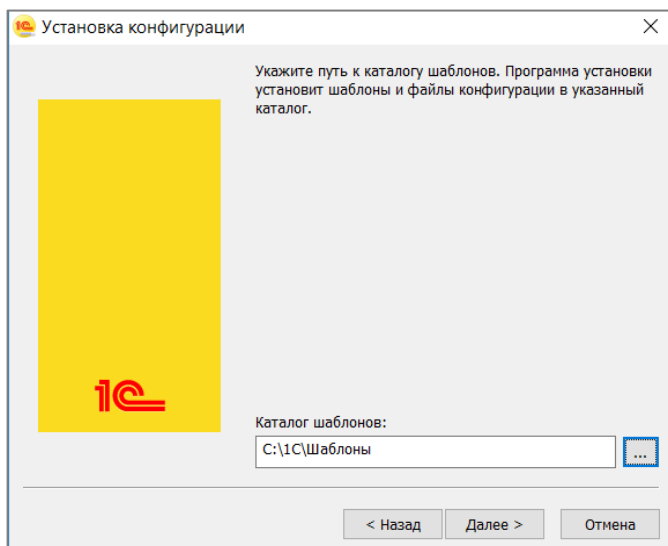 Установка конфигурации
Укажите путь к каталогу шаблонов. Программа установки
установит шаблоны и файлы конфигурации в указанный
каталог.
1С
Каталог шаблонов:
C:\1С\Шаблоны
...
< Назад
Далее >
Отмена